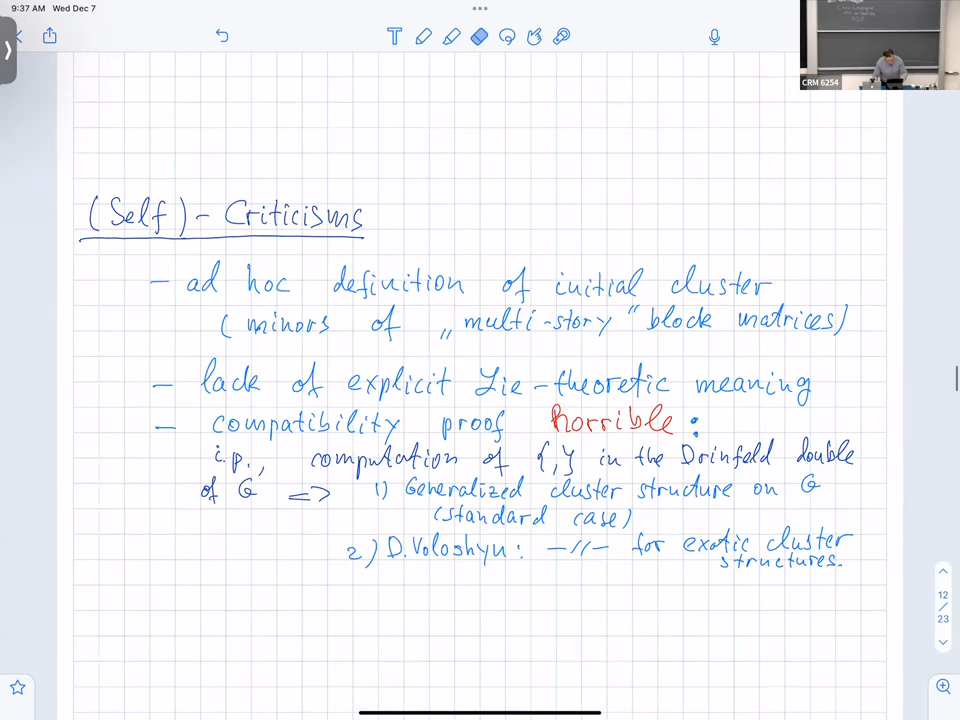 9:37 AM Wed Dec 7
CRM 6254
(Self) - Criticisms
- ad hoc definition of initial cluster
( minors of „multi-story“ block matrices)
- lack of explicit Lie-theoretic meaning
- compatibility proof horrible :
i.p., computation of {,} in the Drinfeld double
of G => 1) Generalized cluster structure on G
(standard case)
2) D. Voloshyn: -//- for exotic cluster
structures.
12
/
23